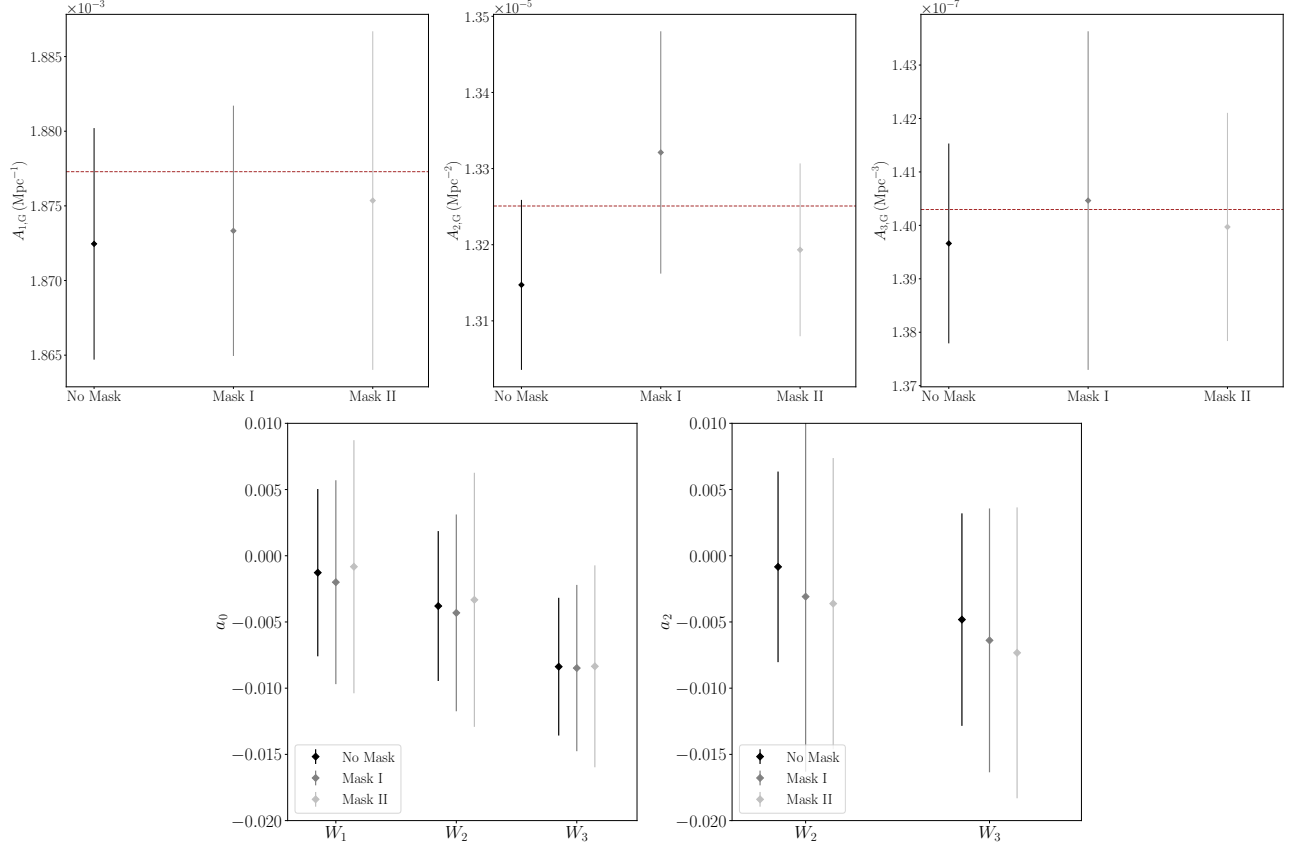 ×10⁻³
1.885
1.880
1.875
1.870
1.865
A₁,G (Mpc⁻¹)
No Mask
Mask I
Mask II
×10⁻⁵
1.35
1.34
1.33
1.32
1.31
A₂,G (Mpc⁻²)
No Mask
Mask I
Mask II
×10⁻⁷
1.43
1.42
1.41
1.40
1.39
1.38
1.37
A₃,G (Mpc⁻³)
No Mask
Mask I
Mask II
0.010
0.005
0.000
−0.005
−0.010
−0.015
−0.020
a₀
No Mask
Mask I
Mask II
W₁
W₂
W₃
0.010
0.005
0.000
−0.005
−0.010
−0.015
−0.020
a₂
No Mask
Mask I
Mask II
W₂
W₃